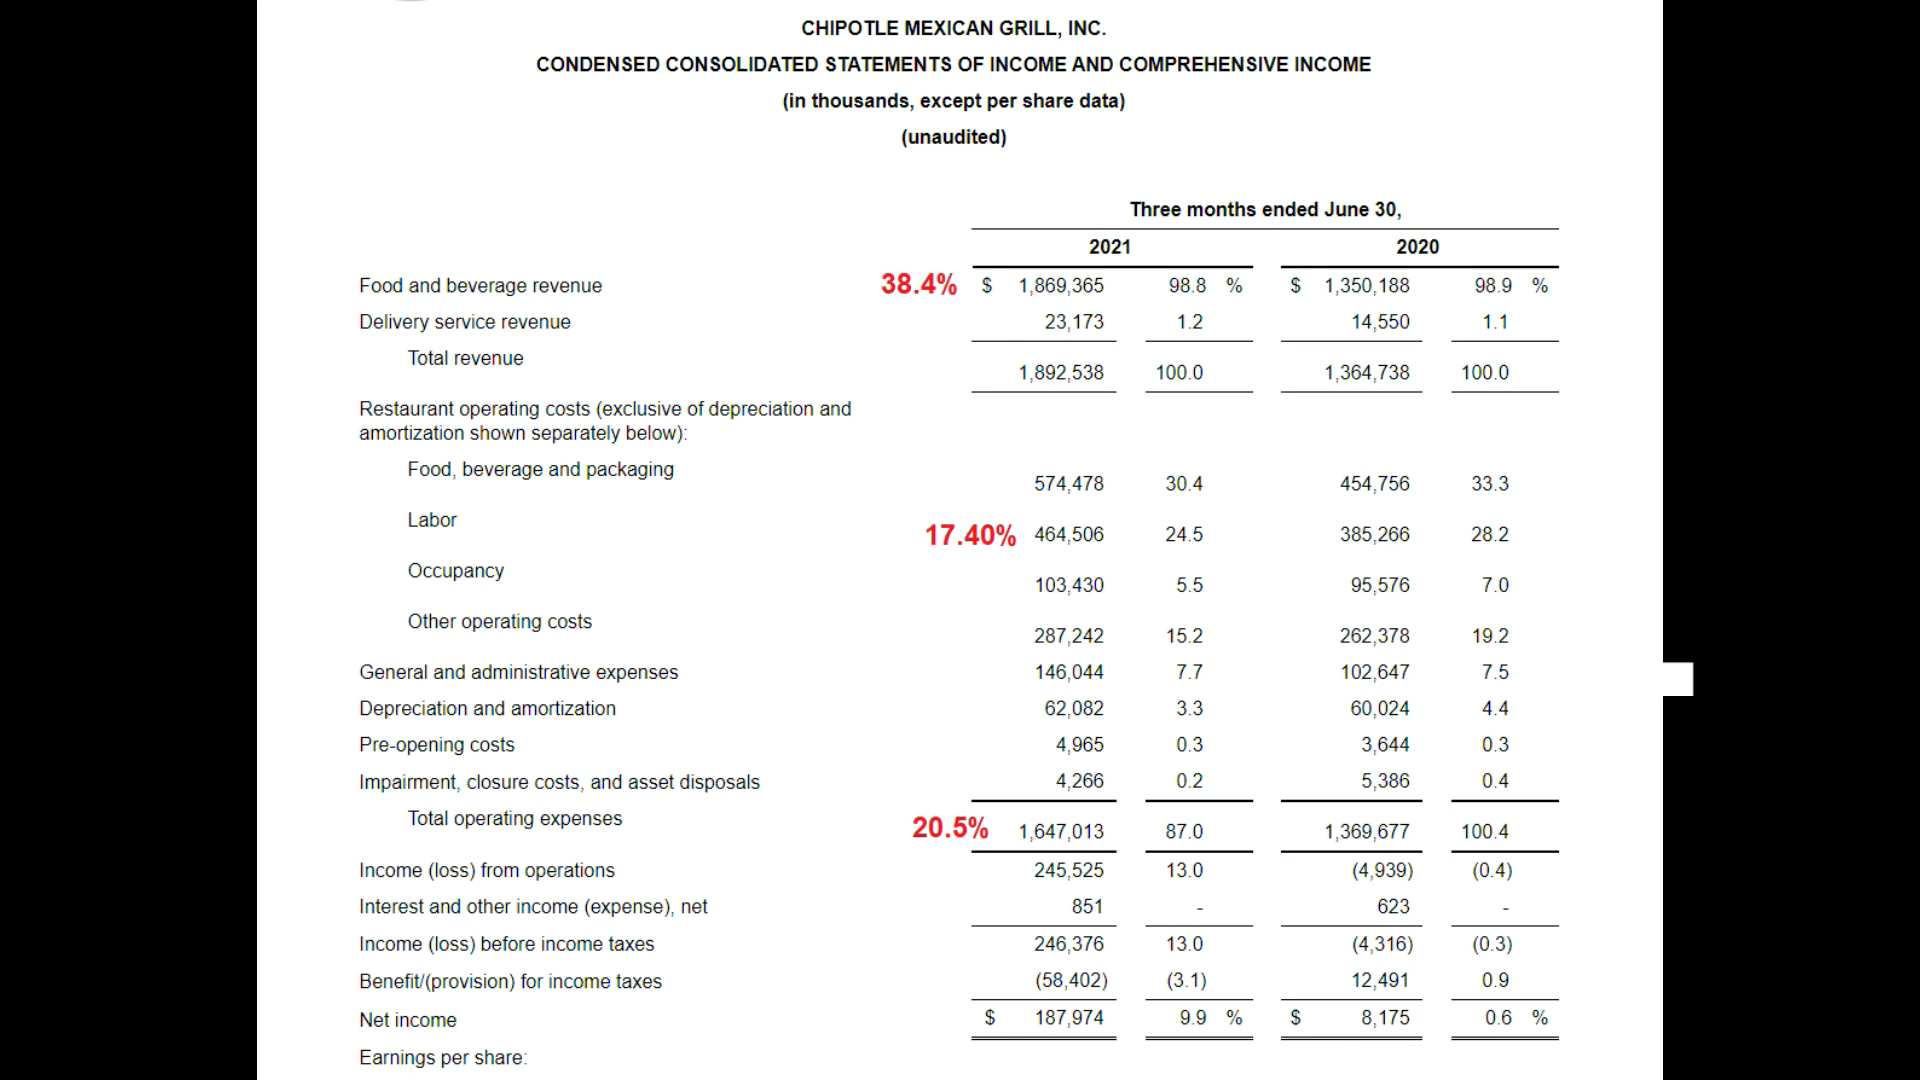 CHIPOTLE MEXICAN GRILL, INC.
CONDENSED CONSOLIDATED STATEMENTS OF INCOME AND COMPREHENSIVE INCOME
(in thousands, except per share data)
(unaudited)
Three months ended June 30,
2021 2020
Food and beverage revenue 38.4% $ 1,869,365 98.8 % $ 1,350,188 98.9 %
Delivery service revenue 23,173 1.2 14,550 1.1
Total revenue 1,892,538 100.0 1,364,738 100.0
Restaurant operating costs (exclusive of depreciation and
amortization shown separately below):
Food, beverage and packaging 574,478 30.4 454,756 33.3
Labor 17.40% 464,506 24.5 385,266 28.2
Occupancy 103,430 5.5 95,576 7.0
Other operating costs 287,242 15.2 262,378 19.2
General and administrative expenses 146,044 7.7 102,647 7.5
Depreciation and amortization 62,082 3.3 60,024 4.4
Pre-opening costs 4,965 0.3 3,644 0.3
Impairment, closure costs, and asset disposals 4,266 0.2 5,386 0.4
Total operating expenses 20.5% 1,647,013 87.0 1,369,677 100.4
Income (loss) from operations 245,525 13.0 (4,939) (0.4)
Interest and other income (expense), net 851 - 623 -
Income (loss) before income taxes 246,376 13.0 (4,316) (0.3)
Benefit/(provision) for income taxes (58,402) (3.1) 12,491 0.9
Net income $ 187,974 9.9 % $ 8,175 0.6 %
Earnings per share: